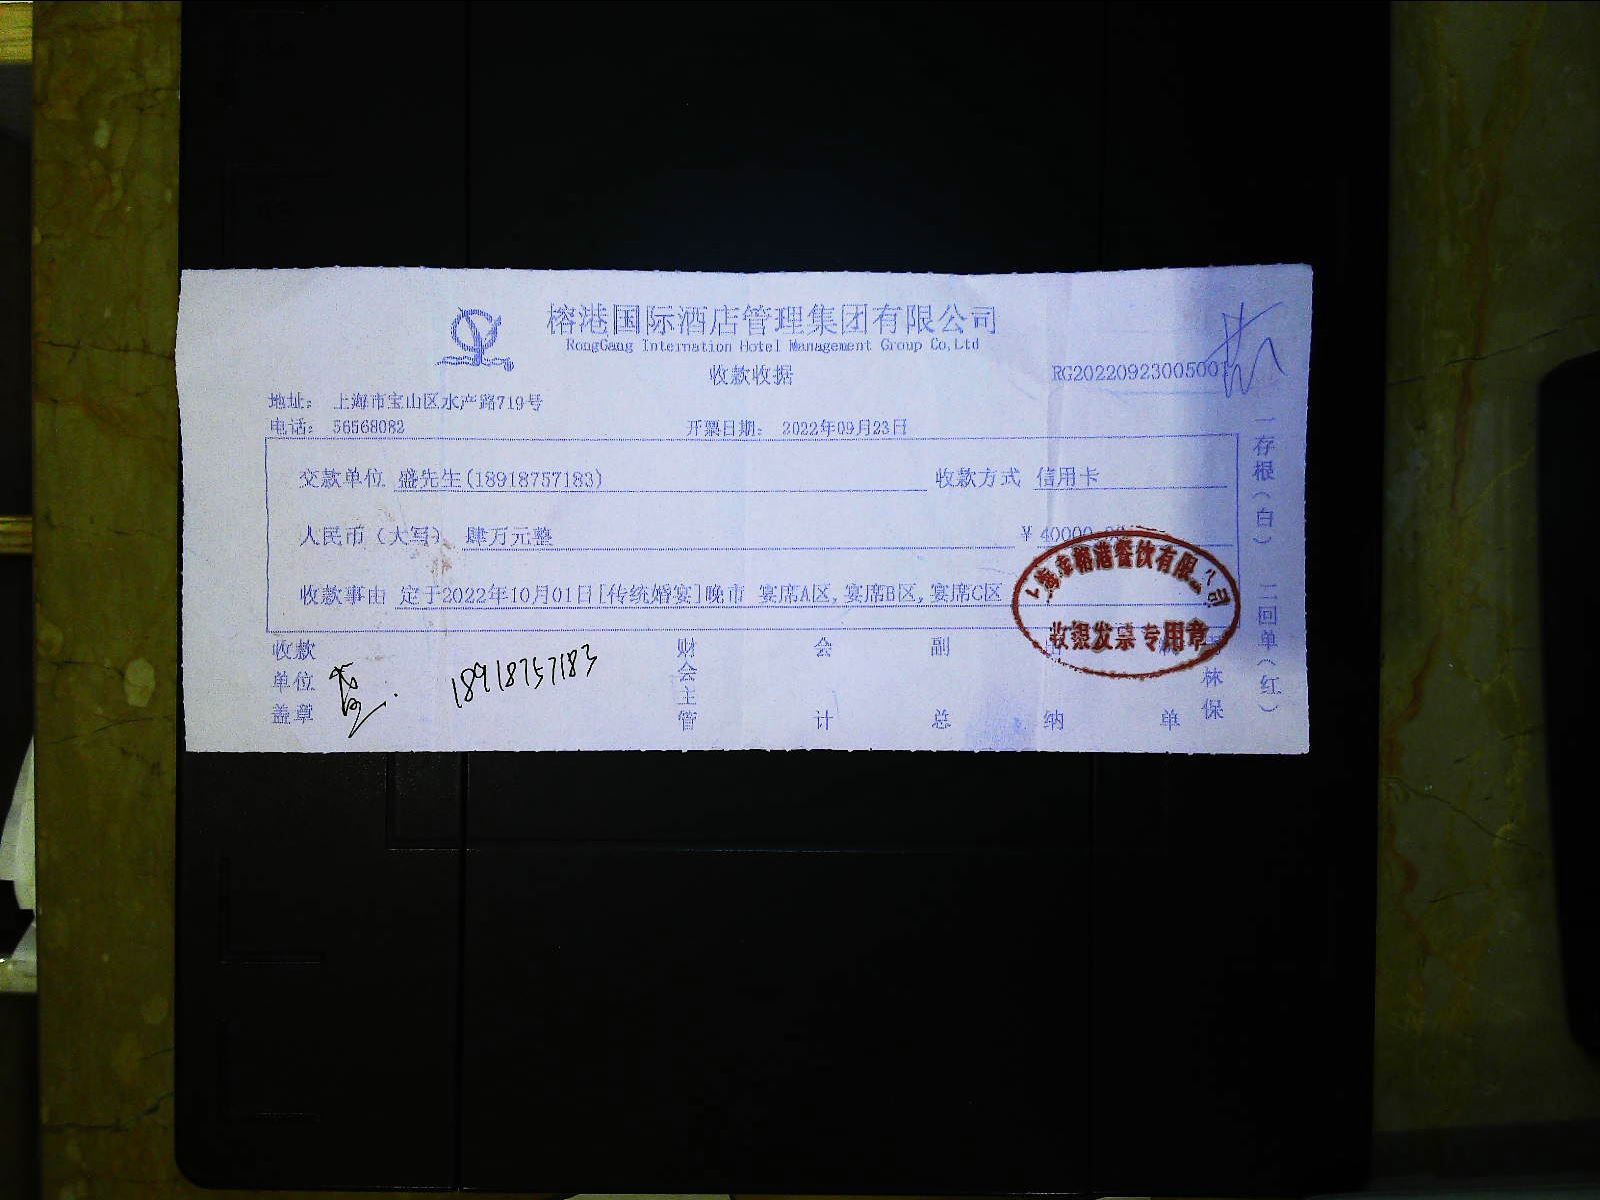 榕港国际酒店管理集团有限公司
RongGang Internation Hotel Management Group Co,Ltd
收款收据
RG20220923005001
地址： 上海市宝山区水产路719号
电话： 56568082 开票日期： 2022年09月23日
交款单位 盛先生(18918757183) 收款方式 信用卡
人民币（大写） 肆万元整 ￥40000.00
收款事由 定于2022年10月01日[传统婚宴]晚市 宴席A区,宴席B区,宴席C区
收款单位盖章 18918757183 财会主管 会计 副总 纳 单 林保
一存根（白） 二回单（红）
榕港餐饮有限公司
收银发票专用章